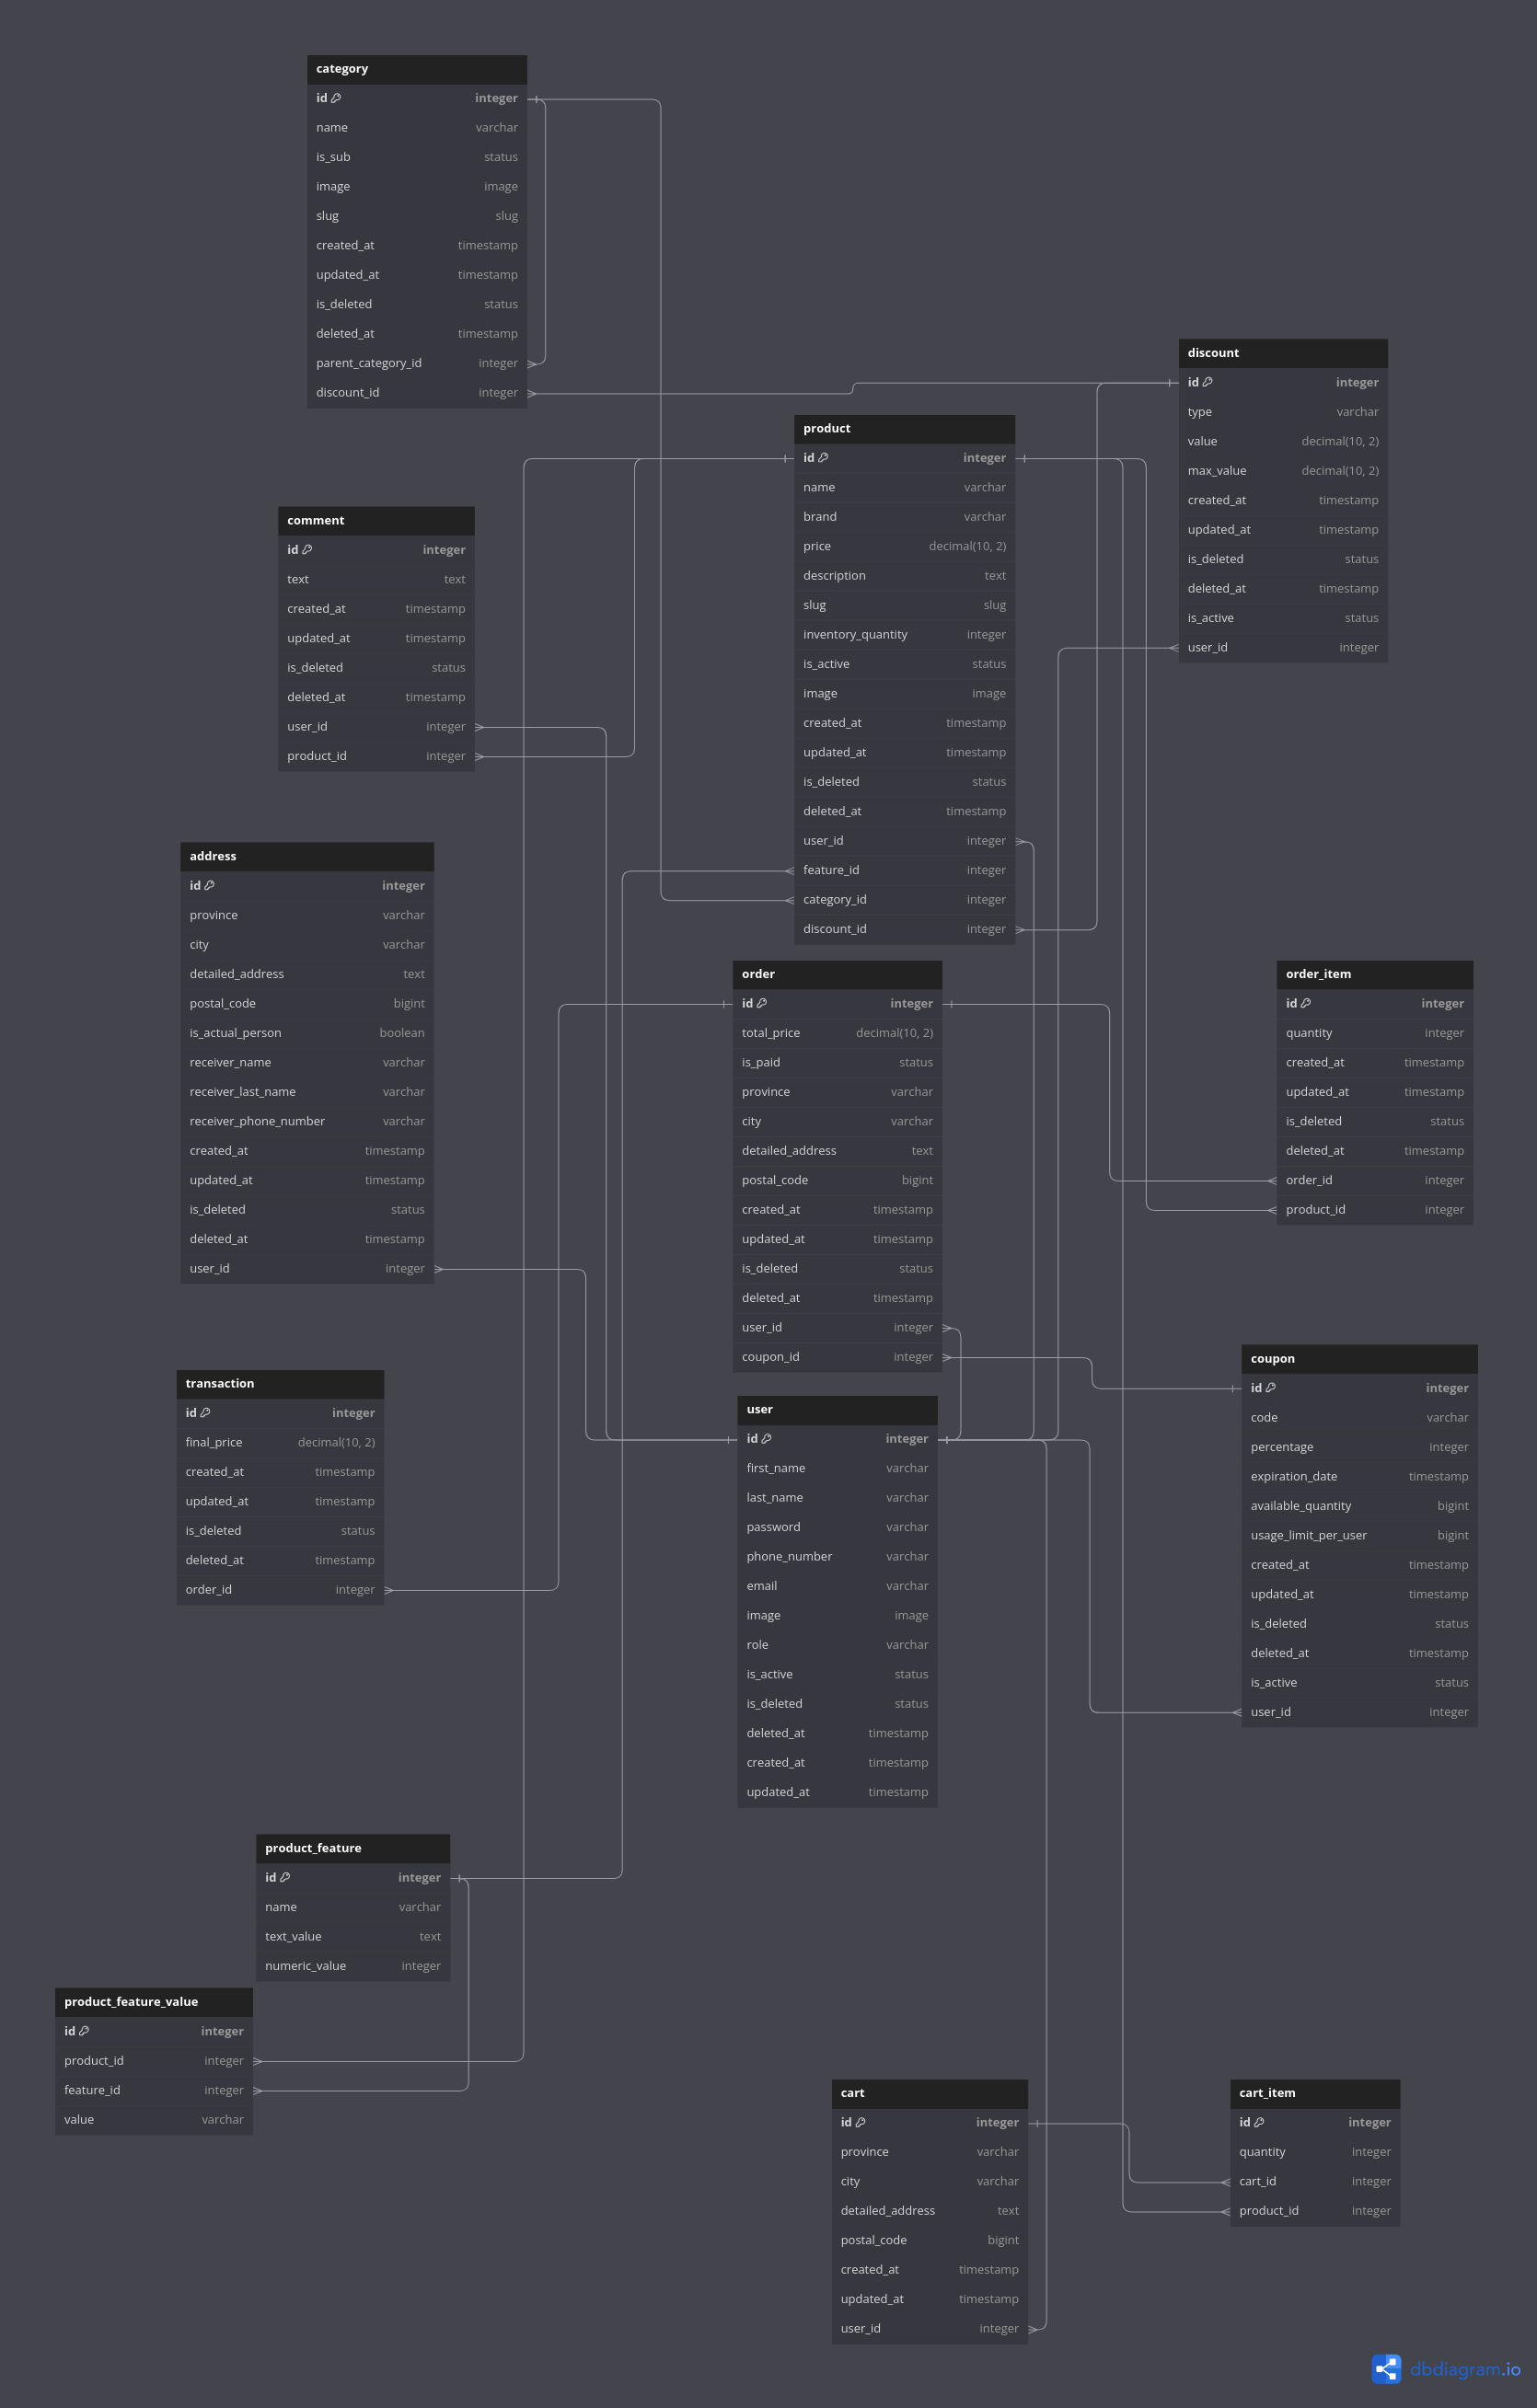 category
id integer
name varchar
is_sub status
image image
slug slug
created_at timestamp
updated_at timestamp
is_deleted status
deleted_at timestamp
parent_category_id integer
discount_id integer
discount
id integer
type varchar
value decimal(10, 2)
max_value decimal(10, 2)
created_at timestamp
updated_at timestamp
is_deleted status
deleted_at timestamp
is_active status
user_id integer
product
id integer
name varchar
brand varchar
price decimal(10, 2)
description text
slug slug
inventory_quantity integer
is_active status
image image
created_at timestamp
updated_at timestamp
is_deleted status
deleted_at timestamp
user_id integer
feature_id integer
category_id integer
discount_id integer
comment
id integer
text text
created_at timestamp
updated_at timestamp
is_deleted status
deleted_at timestamp
user_id integer
product_id integer
address
id integer
province varchar
city varchar
detailed_address text
postal_code bigint
is_actual_person boolean
receiver_name varchar
receiver_last_name varchar
receiver_phone_number varchar
created_at timestamp
updated_at timestamp
is_deleted status
deleted_at timestamp
user_id integer
order
id integer
total_price decimal(10, 2)
is_paid status
province varchar
city varchar
detailed_address text
postal_code bigint
created_at timestamp
updated_at timestamp
is_deleted status
deleted_at timestamp
user_id integer
coupon_id integer
order_item
id integer
quantity integer
created_at timestamp
updated_at timestamp
is_deleted status
deleted_at timestamp
order_id integer
product_id integer
coupon
id integer
code varchar
percentage integer
expiration_date timestamp
available_quantity bigint
usage_limit_per_user bigint
created_at timestamp
updated_at timestamp
is_deleted status
deleted_at timestamp
is_active status
user_id integer
transaction
id integer
final_price decimal(10, 2)
created_at timestamp
updated_at timestamp
is_deleted status
deleted_at timestamp
order_id integer
user
id integer
first_name varchar
last_name varchar
password varchar
phone_number varchar
email varchar
image image
role varchar
is_active status
is_deleted status
deleted_at timestamp
created_at timestamp
updated_at timestamp
product_feature
id integer
name varchar
text_value text
numeric_value integer
product_feature_value
id integer
product_id integer
feature_id integer
value varchar
cart
id integer
province varchar
city varchar
detailed_address text
postal_code bigint
created_at timestamp
updated_at timestamp
user_id integer
cart_item
id integer
quantity integer
cart_id integer
product_id integer
dbdiagram.io